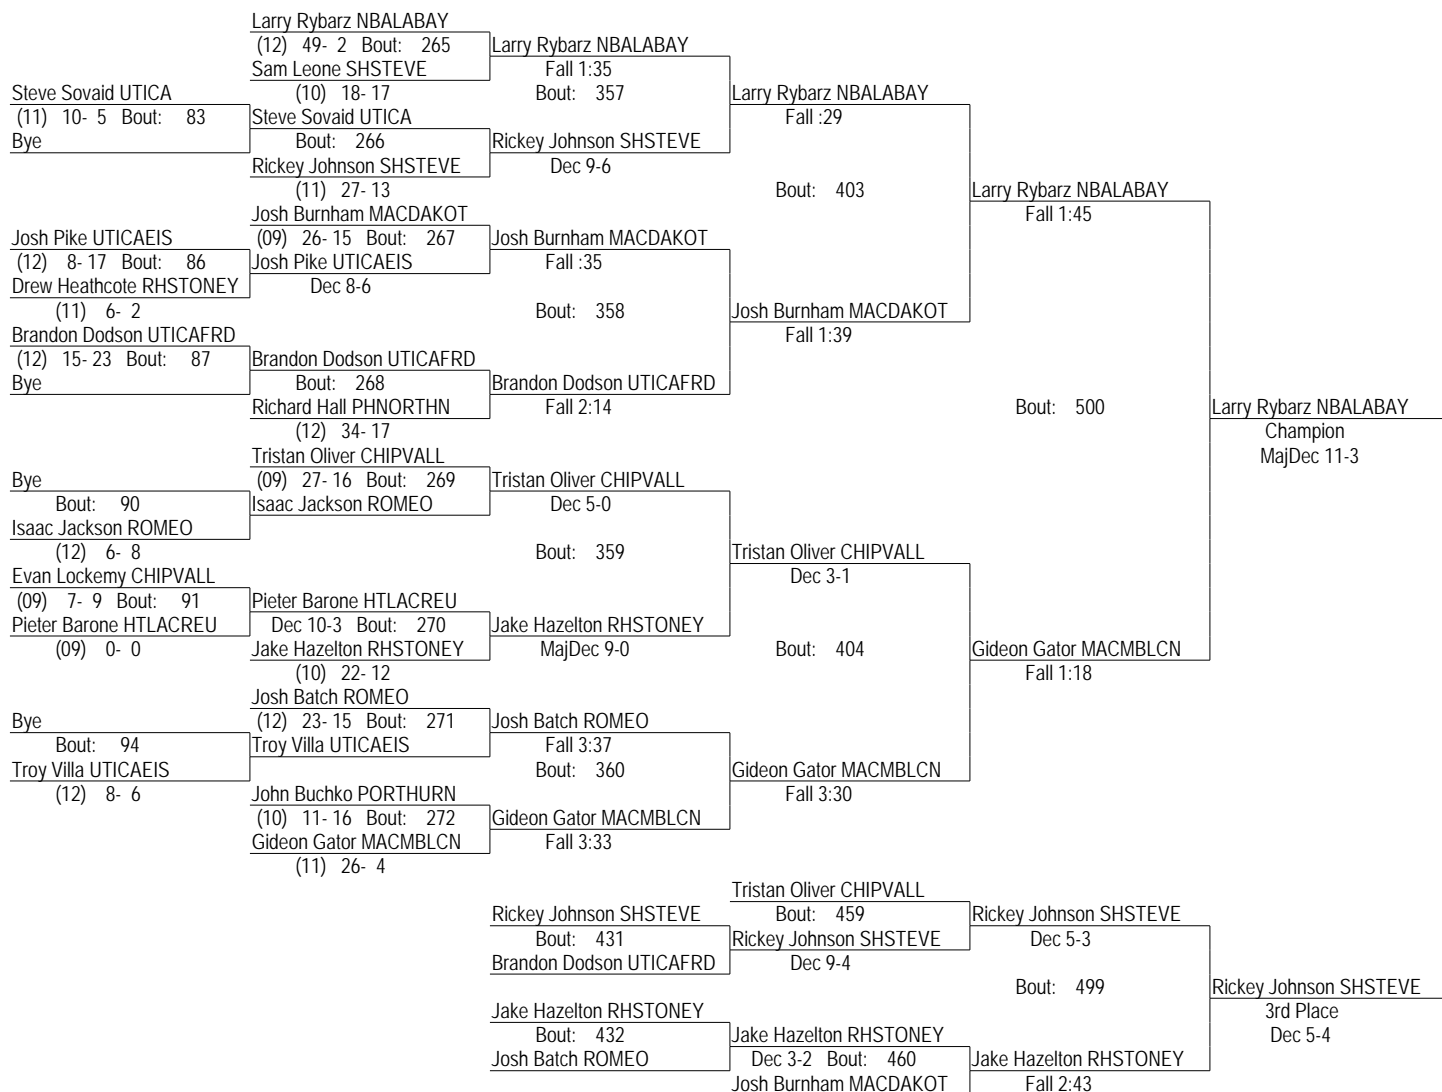 Larry Rybarz NBALABAY
(12) 49- 2 Bout: 265 Larry Rybarz NBALABAY
Sam Leone SHSTEVE Fall 1:35
Steve Sovaid UTICA (10) 18- 17 Bout: 357 Larry Rybarz NBALABAY
(11) 10- 5 Bout: 83 Steve Sovaid UTICA Fall :29
Bye Bout: 266 Rickey Johnson SHSTEVE
Rickey Johnson SHSTEVE Dec 9-6
(11) 27- 13 Bout: 403 Larry Rybarz NBALABAY
Josh Burnham MACDAKOT Fall 1:45
Josh Pike UTICAEIS (09) 26- 15 Bout: 267 Josh Burnham MACDAKOT
(12) 8- 17 Bout: 86 Josh Pike UTICAEIS Fall :35
Drew Heathcote RHSTONEY Dec 8-6
(11) 6- 2 Bout: 358 Josh Burnham MACDAKOT
Brandon Dodson UTICAFRD Fall 1:39
(12) 15- 23 Bout: 87 Brandon Dodson UTICAFRD
Bye Bout: 268 Brandon Dodson UTICAFRD
Richard Hall PHNORTHN Fall 2:14 Bout: 500 Larry Rybarz NBALABAY
(12) 34- 17 Champion
Tristan Oliver CHIPVALL MajDec 11-3
Bye (09) 27- 16 Bout: 269 Tristan Oliver CHIPVALL
Bout: 90 Isaac Jackson ROMEO Dec 5-0
Isaac Jackson ROMEO
(12) 6- 8 Bout: 359 Tristan Oliver CHIPVALL
Evan Lockemy CHIPVALL Dec 3-1
(09) 7- 9 Bout: 91 Pieter Barone HTLACREU
Pieter Barone HTLACREU Dec 10-3 Bout: 270 Jake Hazelton RHSTONEY
(09) 0- 0 Jake Hazelton RHSTONEY MajDec 9-0 Bout: 404 Gideon Gator MACMBLCN
(10) 22- 12 Fall 1:18
Josh Batch ROMEO
Bye (12) 23- 15 Bout: 271 Josh Batch ROMEO
Bout: 94 Troy Villa UTICAEIS Fall 3:37
Troy Villa UTICAEIS Bout: 360 Gideon Gator MACMBLCN
(12) 8- 6 John Buchko PORTHURN Fall 3:30
(10) 11- 16 Bout: 272 Gideon Gator MACMBLCN
Gideon Gator MACMBLCN Fall 3:33
(11) 26- 4
Tristan Oliver CHIPVALL
Rickey Johnson SHSTEVE Bout: 459 Rickey Johnson SHSTEVE
Bout: 431 Rickey Johnson SHSTEVE Dec 5-3
Brandon Dodson UTICAFRD Dec 9-4
Bout: 499 Rickey Johnson SHSTEVE
Jake Hazelton RHSTONEY 3rd Place
Bout: 432 Jake Hazelton RHSTONEY Dec 5-4
Josh Batch ROMEO Dec 3-2 Bout: 460 Jake Hazelton RHSTONEY
Josh Burnham MACDAKOT Fall 2:43